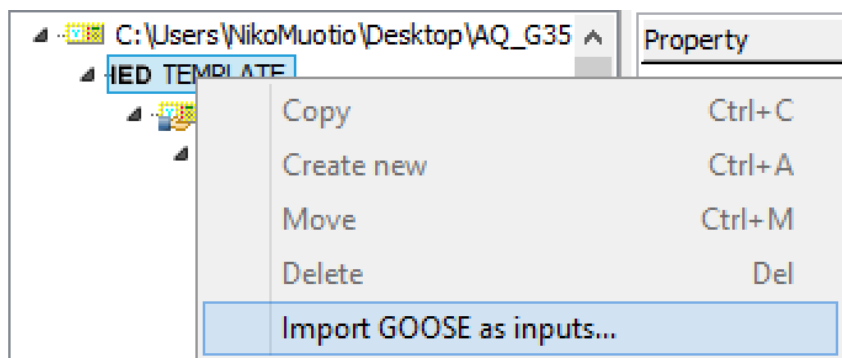 C:\Users\NikoMuotio\Desktop\AQ_G35
Property
IED TEMPLATE
Copy Ctrl+C
Create new Ctrl+A
Move Ctrl+M
Delete Del
Import GOOSE as inputs...